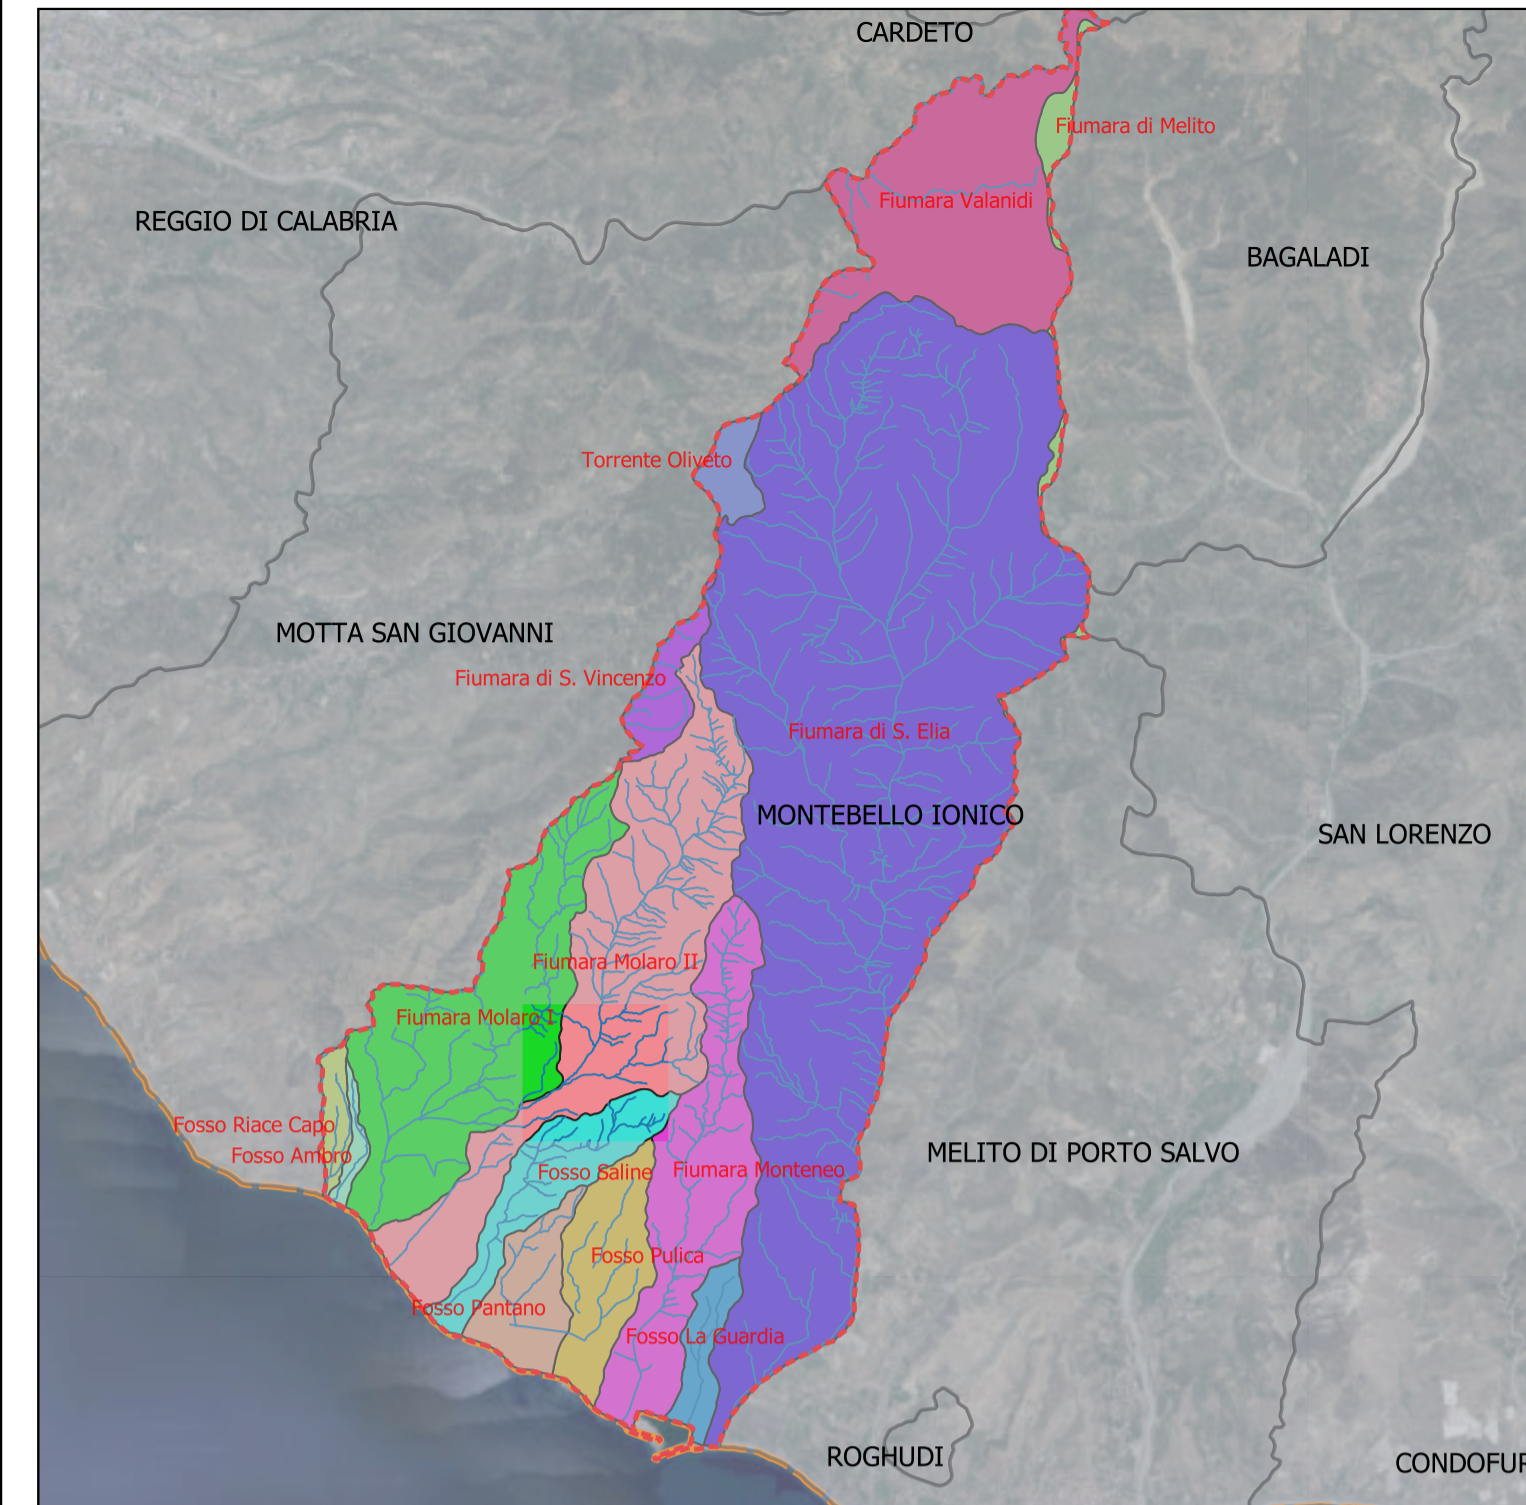 CARDETO
Fiumara di Melito
Fiumara Valanidi
REGGIO DI CALABRIA
BAGALADI
Torrente Oliveto
MOTTA SAN GIOVANNI
Fiumara di S. Vincenzo
Fiumara di S. Elia
MONTEBELLO IONICO
SAN LORENZO
Fiumara Molaro II
Fiumara Molaro I
Fosso Riace Capo
Fosso Ambro
MELITO DI PORTO SALVO
Fosso Saline
Fiumara Monteneo
Fosso Pulica
Fosso Pantano
Fosso La Guardia
ROGHUDI
CONDOFUR